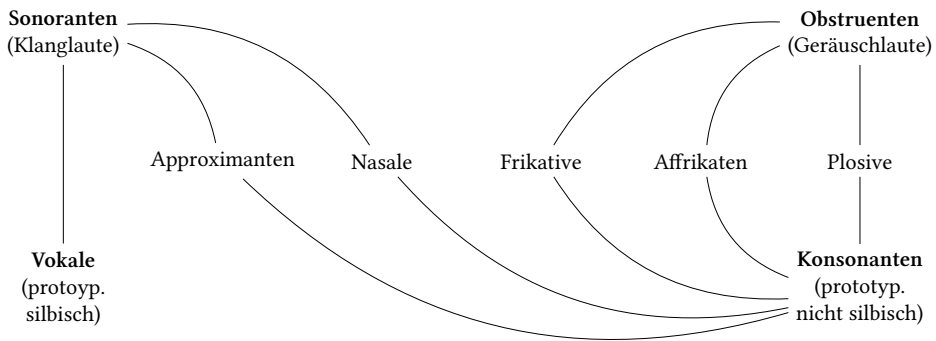 Sonoranten
(Klanglaute)
Obstruenten
(Geräuschlaute)
Approximanten
Nasale
Frikative
Affrikaten
Plosive
Vokale
(protoyp.
silbisch)
Konsonanten
(prototyp.
nicht silbisch)